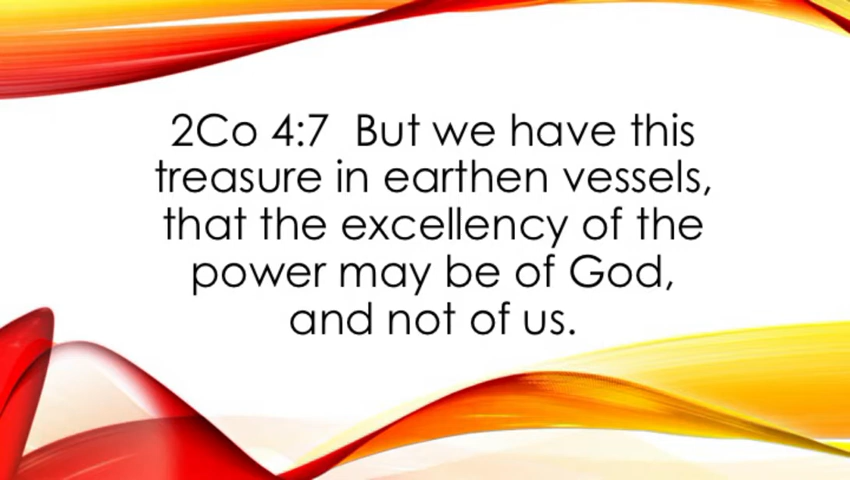 2Co 4:7  But we have this
treasure in earthen vessels,
that the excellency of the
power may be of God,
and not of us.